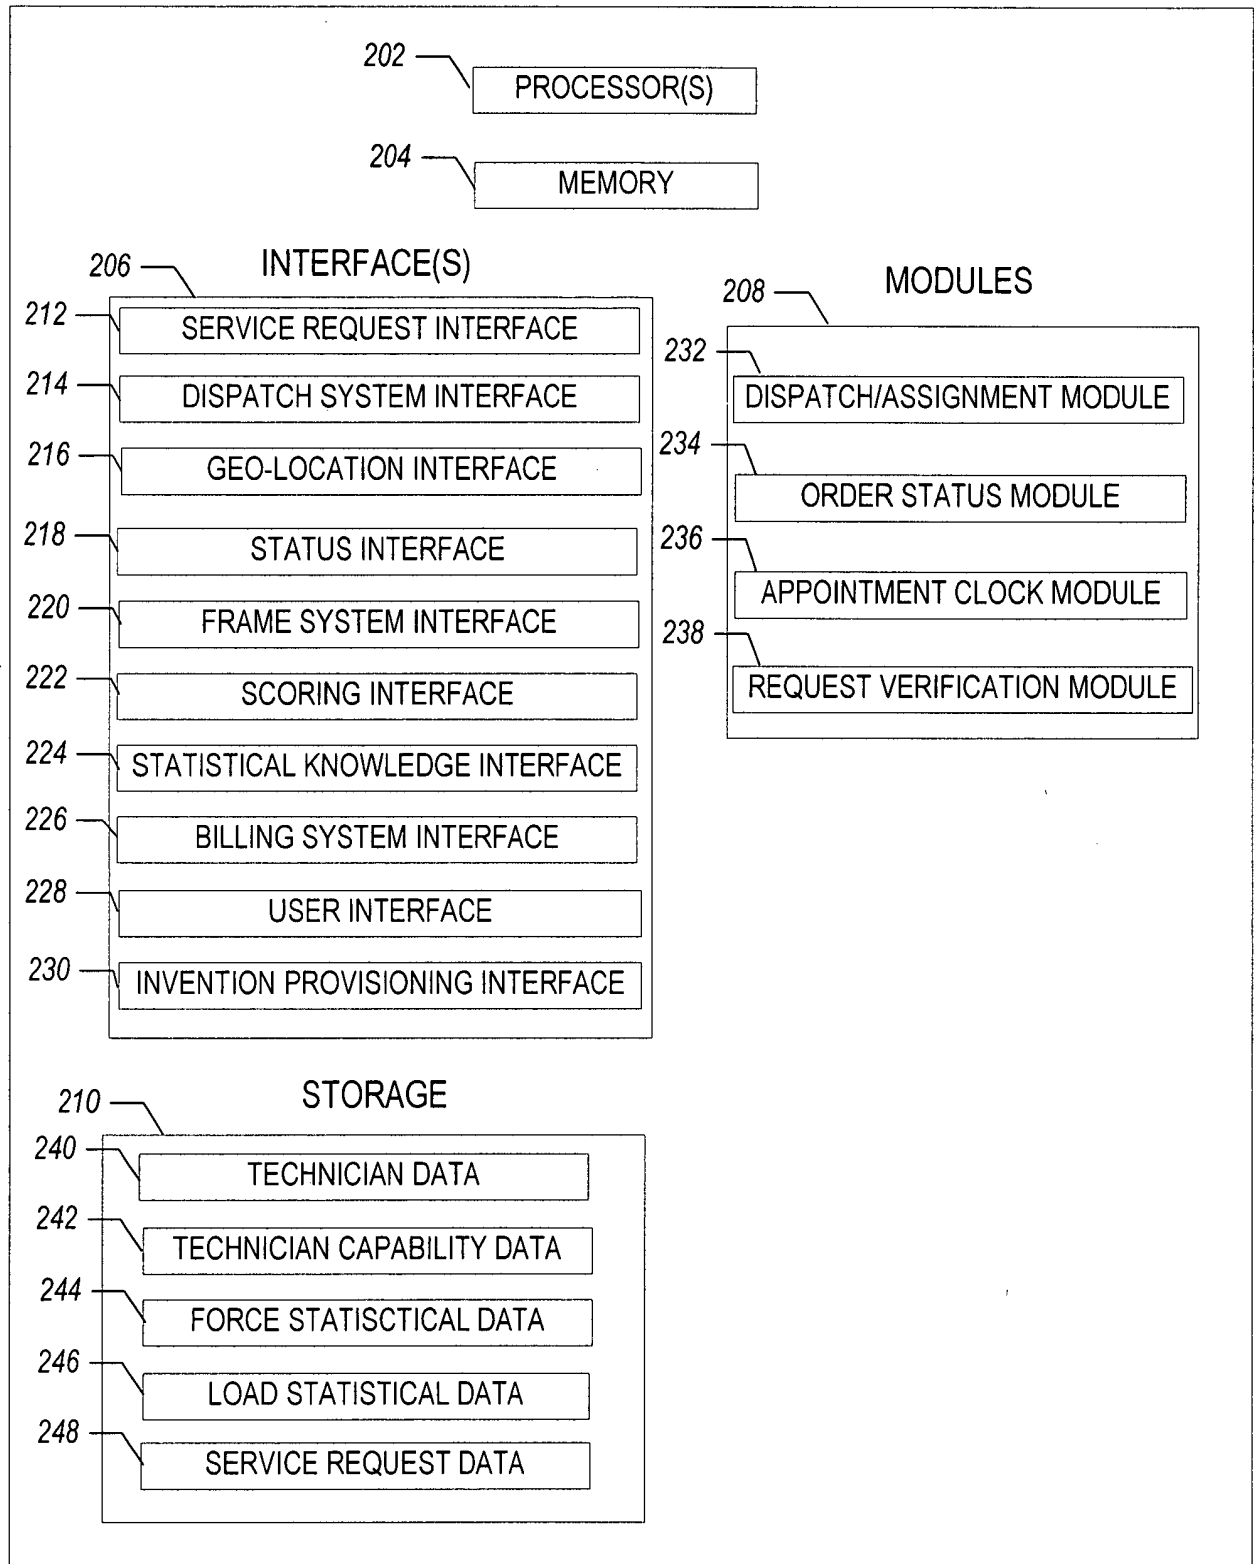 202
PROCESSOR(S)
204
MEMORY
206
INTERFACE(S)
212
SERVICE REQUEST INTERFACE
214
DISPATCH SYSTEM INTERFACE
216
GEO-LOCATION INTERFACE
218
STATUS INTERFACE
220
FRAME SYSTEM INTERFACE
222
SCORING INTERFACE
224
STATISTICAL KNOWLEDGE INTERFACE
226
BILLING SYSTEM INTERFACE
228
USER INTERFACE
230
INVENTION PROVISIONING INTERFACE
208
MODULES
232
DISPATCH/ASSIGNMENT MODULE
234
ORDER STATUS MODULE
236
APPOINTMENT CLOCK MODULE
238
REQUEST VERIFICATION MODULE
210
STORAGE
240
TECHNICIAN DATA
242
TECHNICIAN CAPABILITY DATA
244
FORCE STATISCTICAL DATA
246
LOAD STATISTICAL DATA
248
SERVICE REQUEST DATA